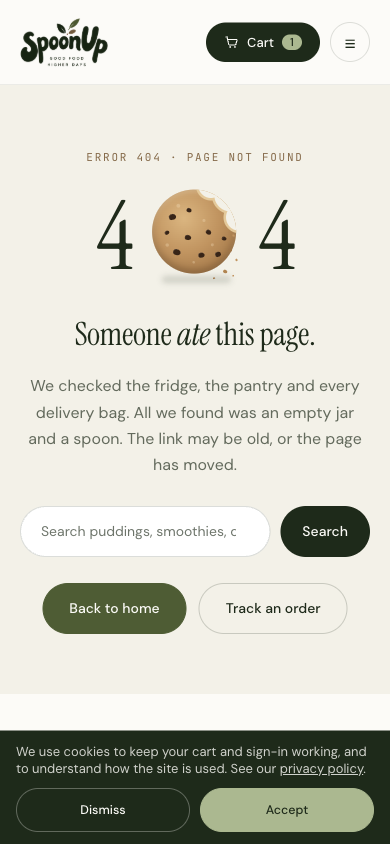 SpoonUp
GOOD FOOD
HIGHER DAYS
Cart 1
ERROR 404 · PAGE NOT FOUND
4 4
Someone ate this page.
We checked the fridge, the pantry and every
delivery bag. All we found was an empty jar
and a spoon. The link may be old, or the page
has moved.
Search puddings, smoothies, c
Search
Back to home
Track an order
We use cookies to keep your cart and sign-in working, and
to understand how the site is used. See our privacy policy.
Dismiss
Accept